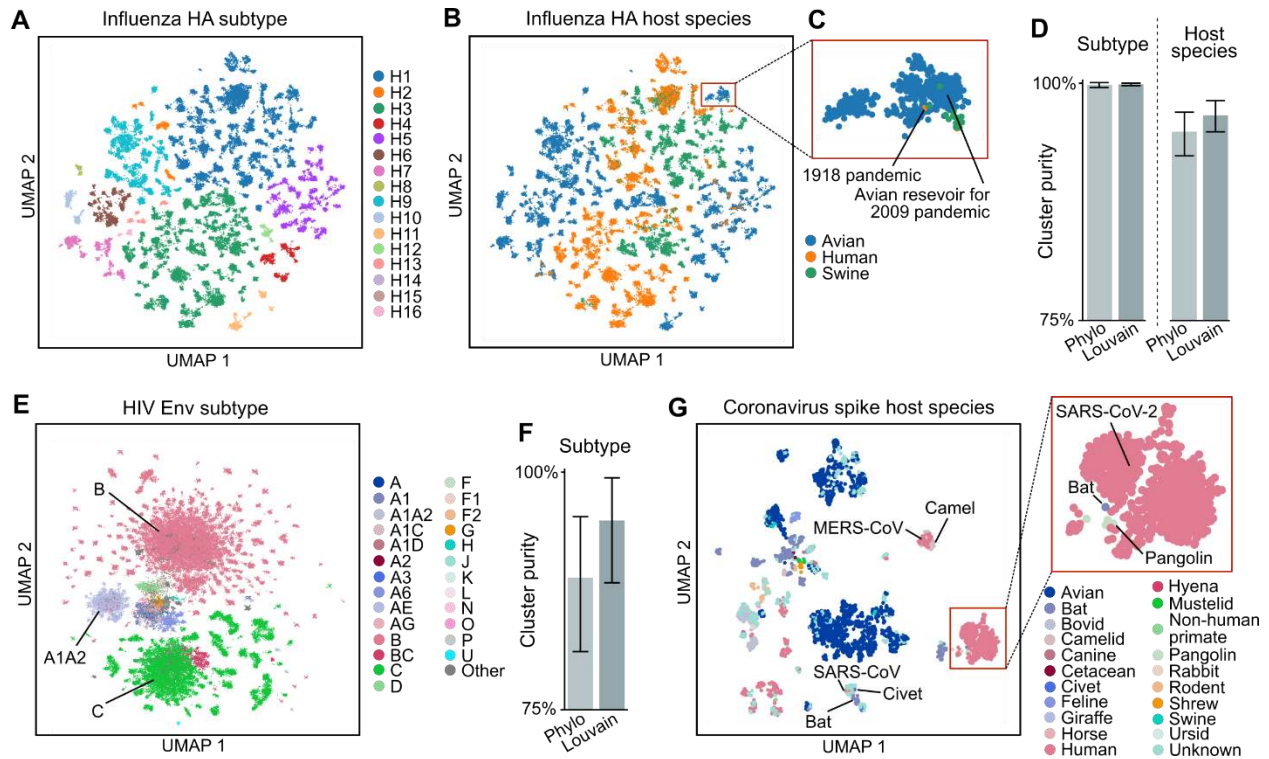 A
Influenza HA subtype
UMAP 2
UMAP 1
H1
H2
H3
H4
H5
H6
H7
H8
H9
H10
H11
H12
H13
H14
H15
H16
B
Influenza HA host species
UMAP 2
UMAP 1
C
1918 pandemic
Avian resevoir for
2009 pandemic
Avian
Human
Swine
D
Subtype
Host
species
Cluster purity
100%
75%
Phylo
Louvain
Phylo
Louvain
E
HIV Env subtype
B
A1A2
C
UMAP 2
UMAP 1
A
A1
A1A2
A1C
A1D
A2
A3
A6
AE
AG
B
BC
C
D
F
F1
F2
G
H
J
K
L
N
O
P
U
Other
F
Subtype
Cluster purity
100%
75%
Phylo
Louvain
G
Coronavirus spike host species
MERS-CoV
Camel
SARS-CoV
Civet
Bat
UMAP 2
UMAP 1
SARS-CoV-2
Bat
Pangolin
Avian
Bat
Bovid
Camelid
Canine
Cetacean
Civet
Feline
Giraffe
Horse
Human
Hyena
Mustelid
Non-human
primate
Pangolin
Rabbit
Rodent
Shrew
Swine
Ursid
Unknown